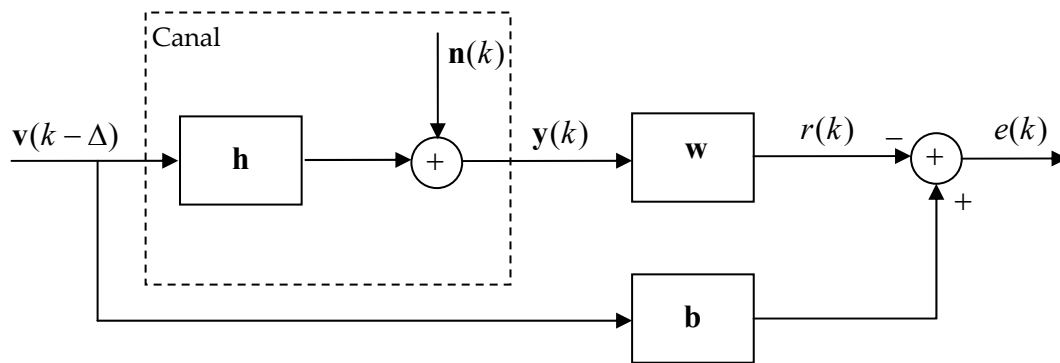 Canal
n(k)
v(k − Δ)
h
+
y(k)
w
r(k)
−
+
e(k)
+
b